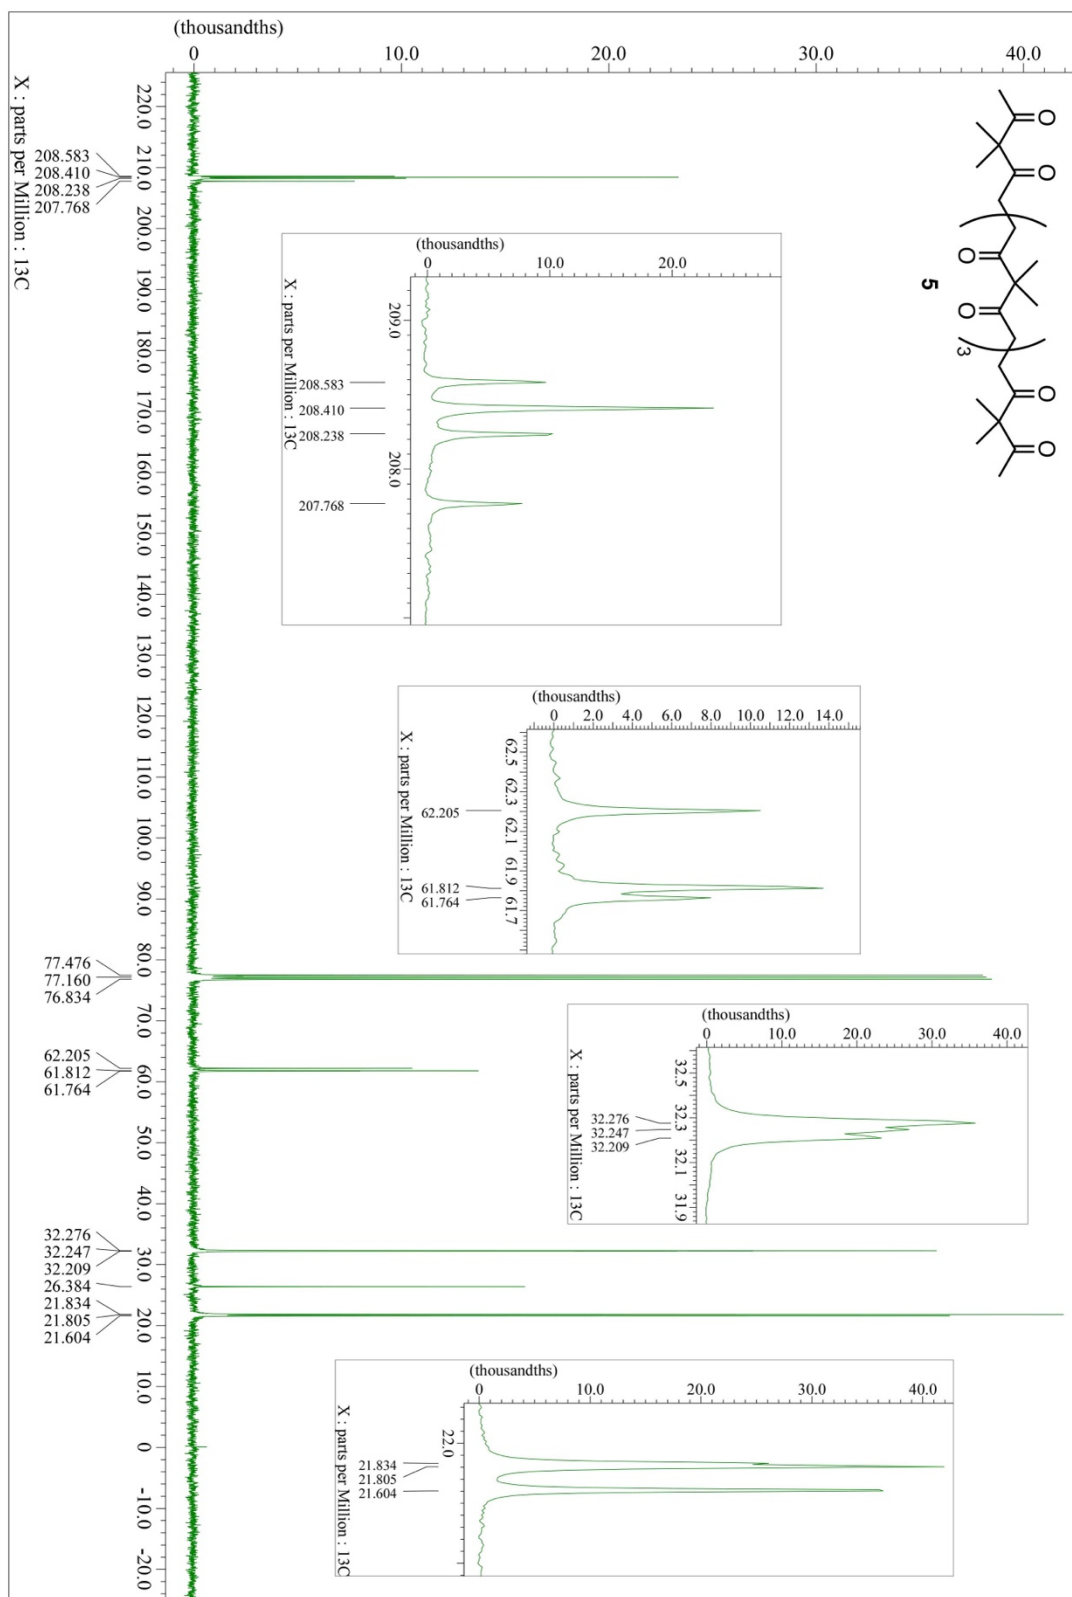 (thousandths)
0 10.0 20.0 30.0 40.0
X : parts per Million : 13C
220.0 210.0 200.0 190.0 180.0 170.0 160.0 150.0 140.0 130.0 120.0 110.0 100.0 90.0 80.0 70.0 60.0 50.0 40.0 30.0 20.0 10.0 0 -10.0 -20.0
208.583
208.410
208.238
207.768
77.476
77.160
76.834
62.205
61.812
61.764
32.276
32.247
32.209
26.384
21.834
21.805
21.604
O O O O O O
3
5
(thousandths)
0 10.0 20.0
X : parts per Million : 13C
209.0 208.0
208.583
208.410
208.238
207.768
(thousandths)
0 2.0 4.0 6.0 8.0 10.0 12.0 14.0
X : parts per Million : 13C
62.5 62.3 62.1 61.9 61.7
62.205
61.812
61.764
(thousandths)
0 10.0 20.0 30.0 40.0
X : parts per Million : 13C
32.5 32.3 32.1 31.9
32.276
32.247
32.209
(thousandths)
0 10.0 20.0 30.0 40.0
X : parts per Million : 13C
22.0
21.834
21.805
21.604